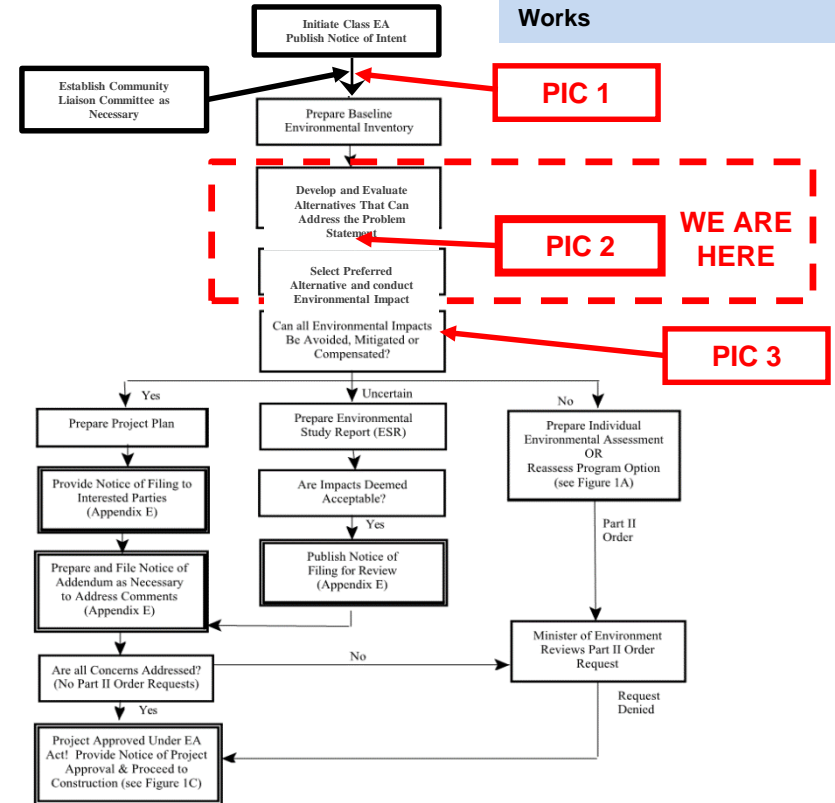 Works
Initiate Class EA
Publish Notice of Intent
Establish Community
Liaison Committee as
Necessary
PIC 1
Prepare Baseline
Environmental Inventory
Develop and Evaluate
Alternatives That Can
Address the Problem
Statement
PIC 2
WE ARE
HERE
Select Preferred
Alternative and conduct
Environmental Impact
Can all Environmental Impacts
Be Avoided, Mitigated or
Compensated?
PIC 3
Yes
Uncertain
No
Prepare Project Plan
Prepare Environmental
Study Report (ESR)
Prepare Individual
Environmental Assessment
OR
Reassess Program Option
(see Figure 1A)
Provide Notice of Filing to
Interested Parties
(Appendix E)
Are Impacts Deemed
Acceptable?
Yes
Part II
Order
Prepare and File Notice of
Addendum as Necessary
to Address Comments
(Appendix E)
Publish Notice of
Filing for Review
(Appendix E)
Are all Concerns Addressed?
(No Part II Order Requests)
No
Minister of Environment
Reviews Part II Order
Request
Yes
Request
Denied
Project Approved Under EA
Act! Provide Notice of Project
Approval & Proceed to
Construction (see Figure 1C)